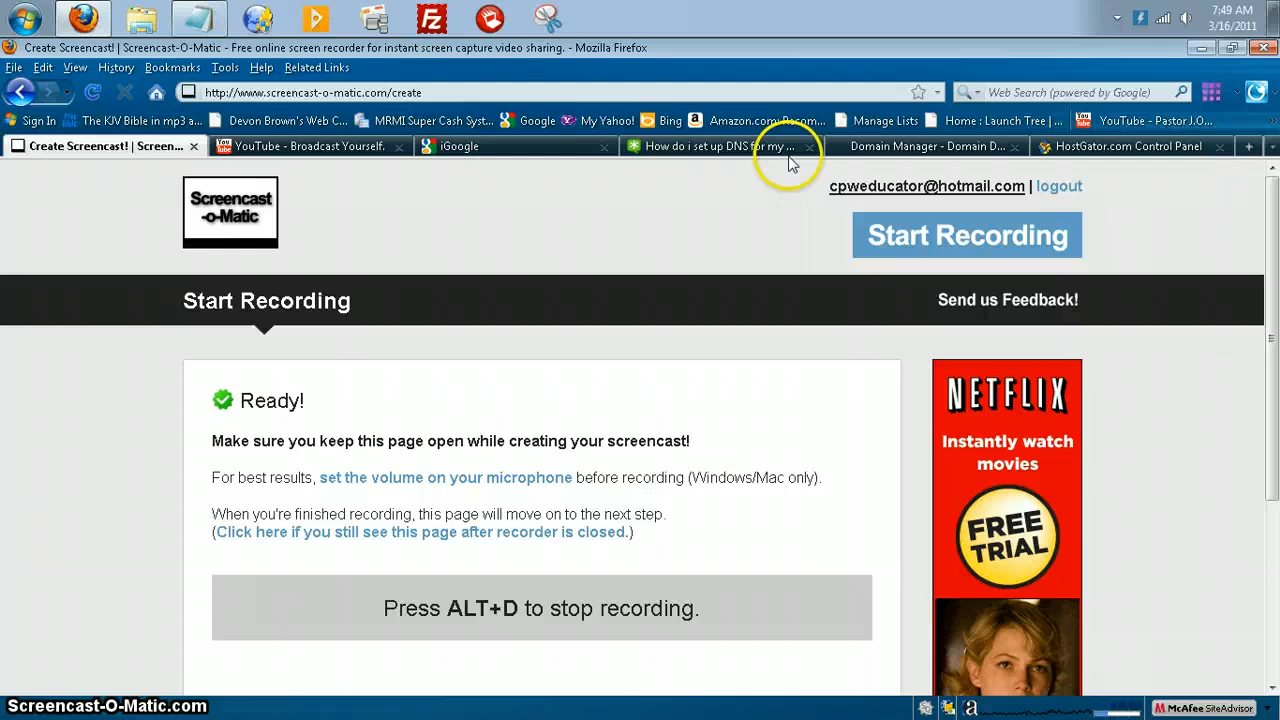 7:49 AM
3/16/2011
Create Screencast! | Screencast-O-Matic - Free online screen recorder for instant screen capture video sharing. - Mozilla Firefox
File Edit View History Bookmarks Tools Help Related Links
http://www.screencast-o-matic.com/create
Web Search (powered by Google)
Sign In The KJV Bible in mp3 a... Devon Brown's Web C... MRMI Super Cash Syst... Google My Yahoo! Bing Amazon.com: Recom... Manage Lists Home : Launch Tree | ... YouTube - Pastor J.O...
Create Screencast! | Screen... YouTube - Broadcast Yourself. iGoogle How do i set up DNS for my ... Domain Manager - Domain D... HostGator.com Control Panel
Screencast
-o-Matic
cpweducator@hotmail.com | logout
Start Recording
Start Recording
Send us Feedback!
Ready!
Make sure you keep this page open while creating your screencast!
For best results, set the volume on your microphone before recording (Windows/Mac only).
When you're finished recording, this page will move on to the next step.
(Click here if you still see this page after recorder is closed.)
Press ALT+D to stop recording.
NETFLIX
Instantly watch
movies
FREE
TRIAL
Screencast-O-Matic.com
McAfee SiteAdvisor